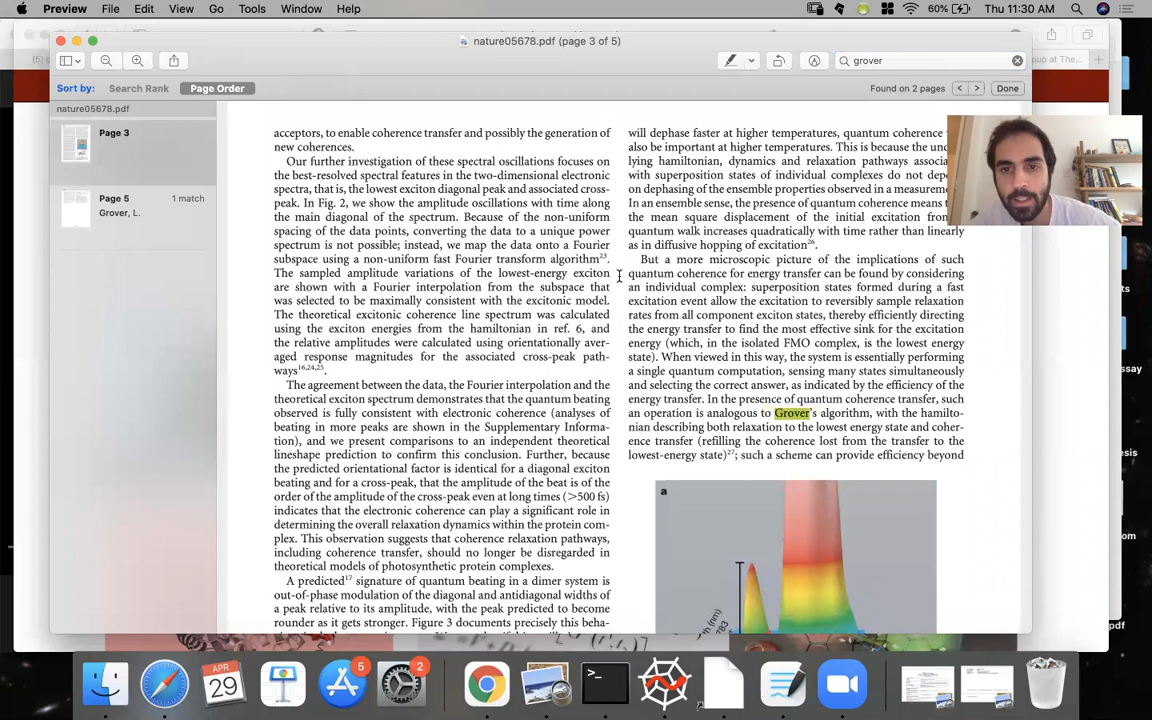 Preview File Edit View Go Tools Window Help 60% Thu 11:30 AM
nature05678.pdf (page 3 of 5)
grover
Sort by: Search Rank Page Order Found on 2 pages Done
nature05678.pdf
Page 3
Page 5 1 match
Grover, L.
acceptors, to enable coherence transfer and possibly the generation of
new coherences.
Our further investigation of these spectral oscillations focuses on
the best-resolved spectral features in the two-dimensional electronic
spectra, that is, the lowest exciton diagonal peak and associated cross-
peak. In Fig. 2, we show the amplitude oscillations with time along
the main diagonal of the spectrum. Because of the non-uniform
spacing of the data points, converting the data to a unique power
spectrum is not possible; instead, we map the data onto a Fourier
subspace using a non-uniform fast Fourier transform algorithm23.
The sampled amplitude variations of the lowest-energy exciton
are shown with a Fourier interpolation from the subspace that
was selected to be maximally consistent with the excitonic model.
The theoretical excitonic coherence line spectrum was calculated
using the exciton energies from the hamiltonian in ref. 6, and
the relative amplitudes were calculated using orientationally aver-
aged response magnitudes for the associated cross-peak path-
ways16,24,25.
The agreement between the data, the Fourier interpolation and the
theoretical exciton spectrum demonstrates that the quantum beating
observed is fully consistent with electronic coherence (analyses of
beating in more peaks are shown in the Supplementary Informa-
tion), and we present comparisons to an independent theoretical
lineshape prediction to confirm this conclusion. Further, because
the predicted orientational factor is identical for a diagonal exciton
beating and for a cross-peak, that the amplitude of the beat is of the
order of the amplitude of the cross-peak even at long times (>500 fs)
indicates that the electronic coherence can play a significant role in
determining the overall relaxation dynamics within the protein com-
plex. This observation suggests that coherence relaxation pathways,
including coherence transfer, should no longer be disregarded in
theoretical models of photosynthetic protein complexes.
A predicted17 signature of quantum beating in a dimer system is
out-of-phase modulation of the diagonal and antidiagonal widths of
a peak relative to its amplitude, with the peak predicted to become
rounder as it gets stronger. Figure 3 documents precisely this beha-
will dephase faster at higher temperatures, quantum coherence
also be important at higher temperatures. This is because the und
lying hamiltonian, dynamics and relaxation pathways associa
with superposition states of individual complexes do not depe
on dephasing of the ensemble properties observed in a measureme
In an ensemble sense, the presence of quantum coherence means t
the mean square displacement of the initial excitation from
quantum walk increases quadratically with time rather than linearly
as in diffusive hopping of excitation26.
But a more microscopic picture of the implications of such
quantum coherence for energy transfer can be found by considering
an individual complex: superposition states formed during a fast
excitation event allow the excitation to reversibly sample relaxation
rates from all component exciton states, thereby efficiently directing
the energy transfer to find the most effective sink for the excitation
energy (which, in the isolated FMO complex, is the lowest energy
state). When viewed in this way, the system is essentially performing
a single quantum computation, sensing many states simultaneously
and selecting the correct answer, as indicated by the efficiency of the
energy transfer. In the presence of quantum coherence transfer, such
an operation is analogous to Grover's algorithm, with the hamilto-
nian describing both relaxation to the lowest energy state and coher-
ence transfer (refilling the coherence lost from the transfer to the
lowest-energy state)27; such a scheme can provide efficiency beyond
a
783
APR
29
5
2